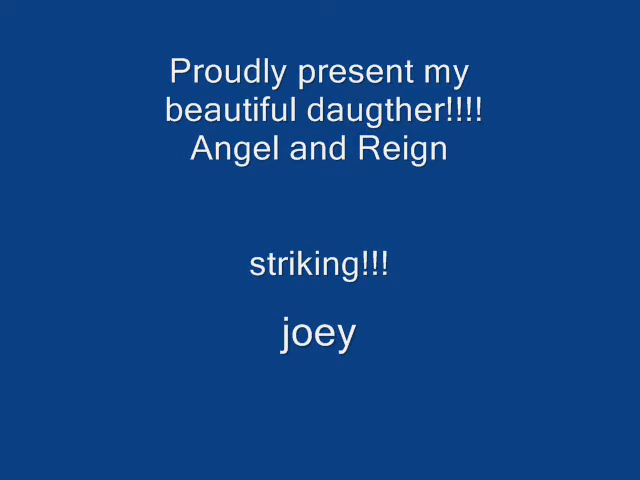 Proudly present my
beautiful daugther!!!!
Angel and Reign
striking!!!
joey